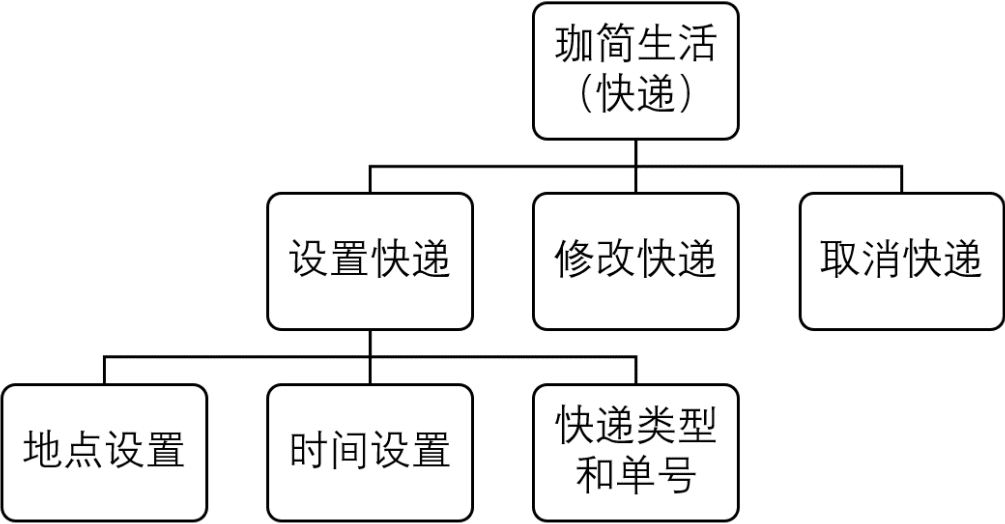 珈简生活
（快递）
设置快递
修改快递
取消快递
地点设置
时间设置
快递类型
和单号